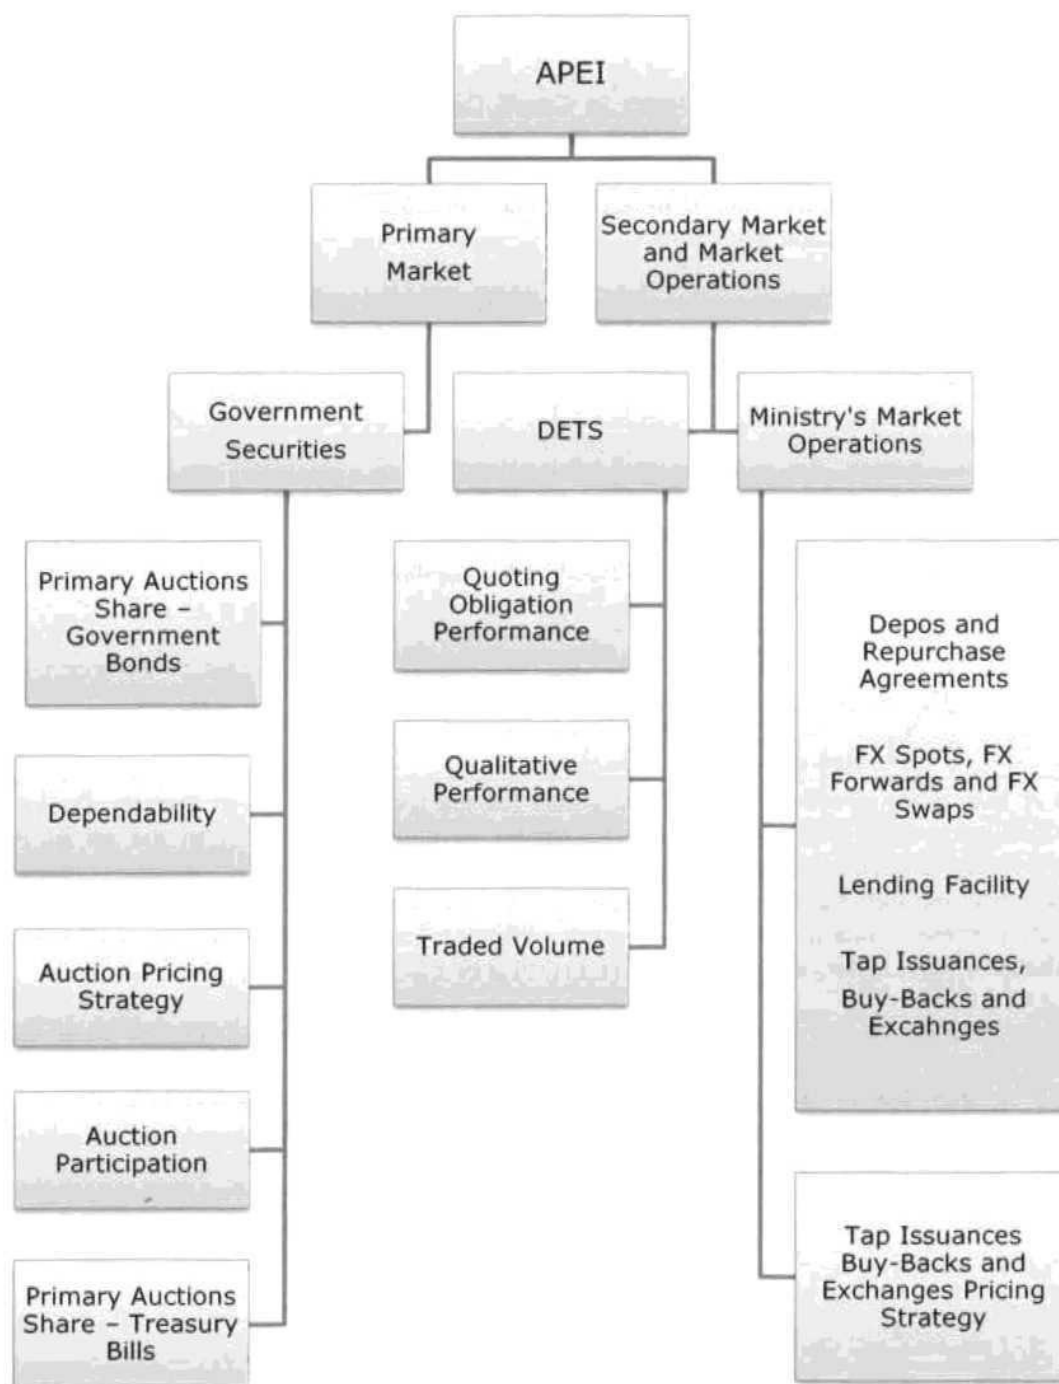 APEI
Primary
Market
Secondary Market
and Market
Operations
Government
Securities
DETS
Ministry's Market
Operations
Primary Auctions
Share –
Government
Bonds
Dependability
Auction Pricing
Strategy
Auction
Participation
Primary Auctions
Share – Treasury
Bills
Quoting
Obligation
Performance
Qualitative
Performance
Traded Volume
Depos and
Repurchase
Agreements
FX Spots, FX
Forwards and FX
Swaps
Lending Facility
Tap Issuances,
Buy-Backs and
Excahnges
Tap Issuances
Buy-Backs and
Exchanges Pricing
Strategy